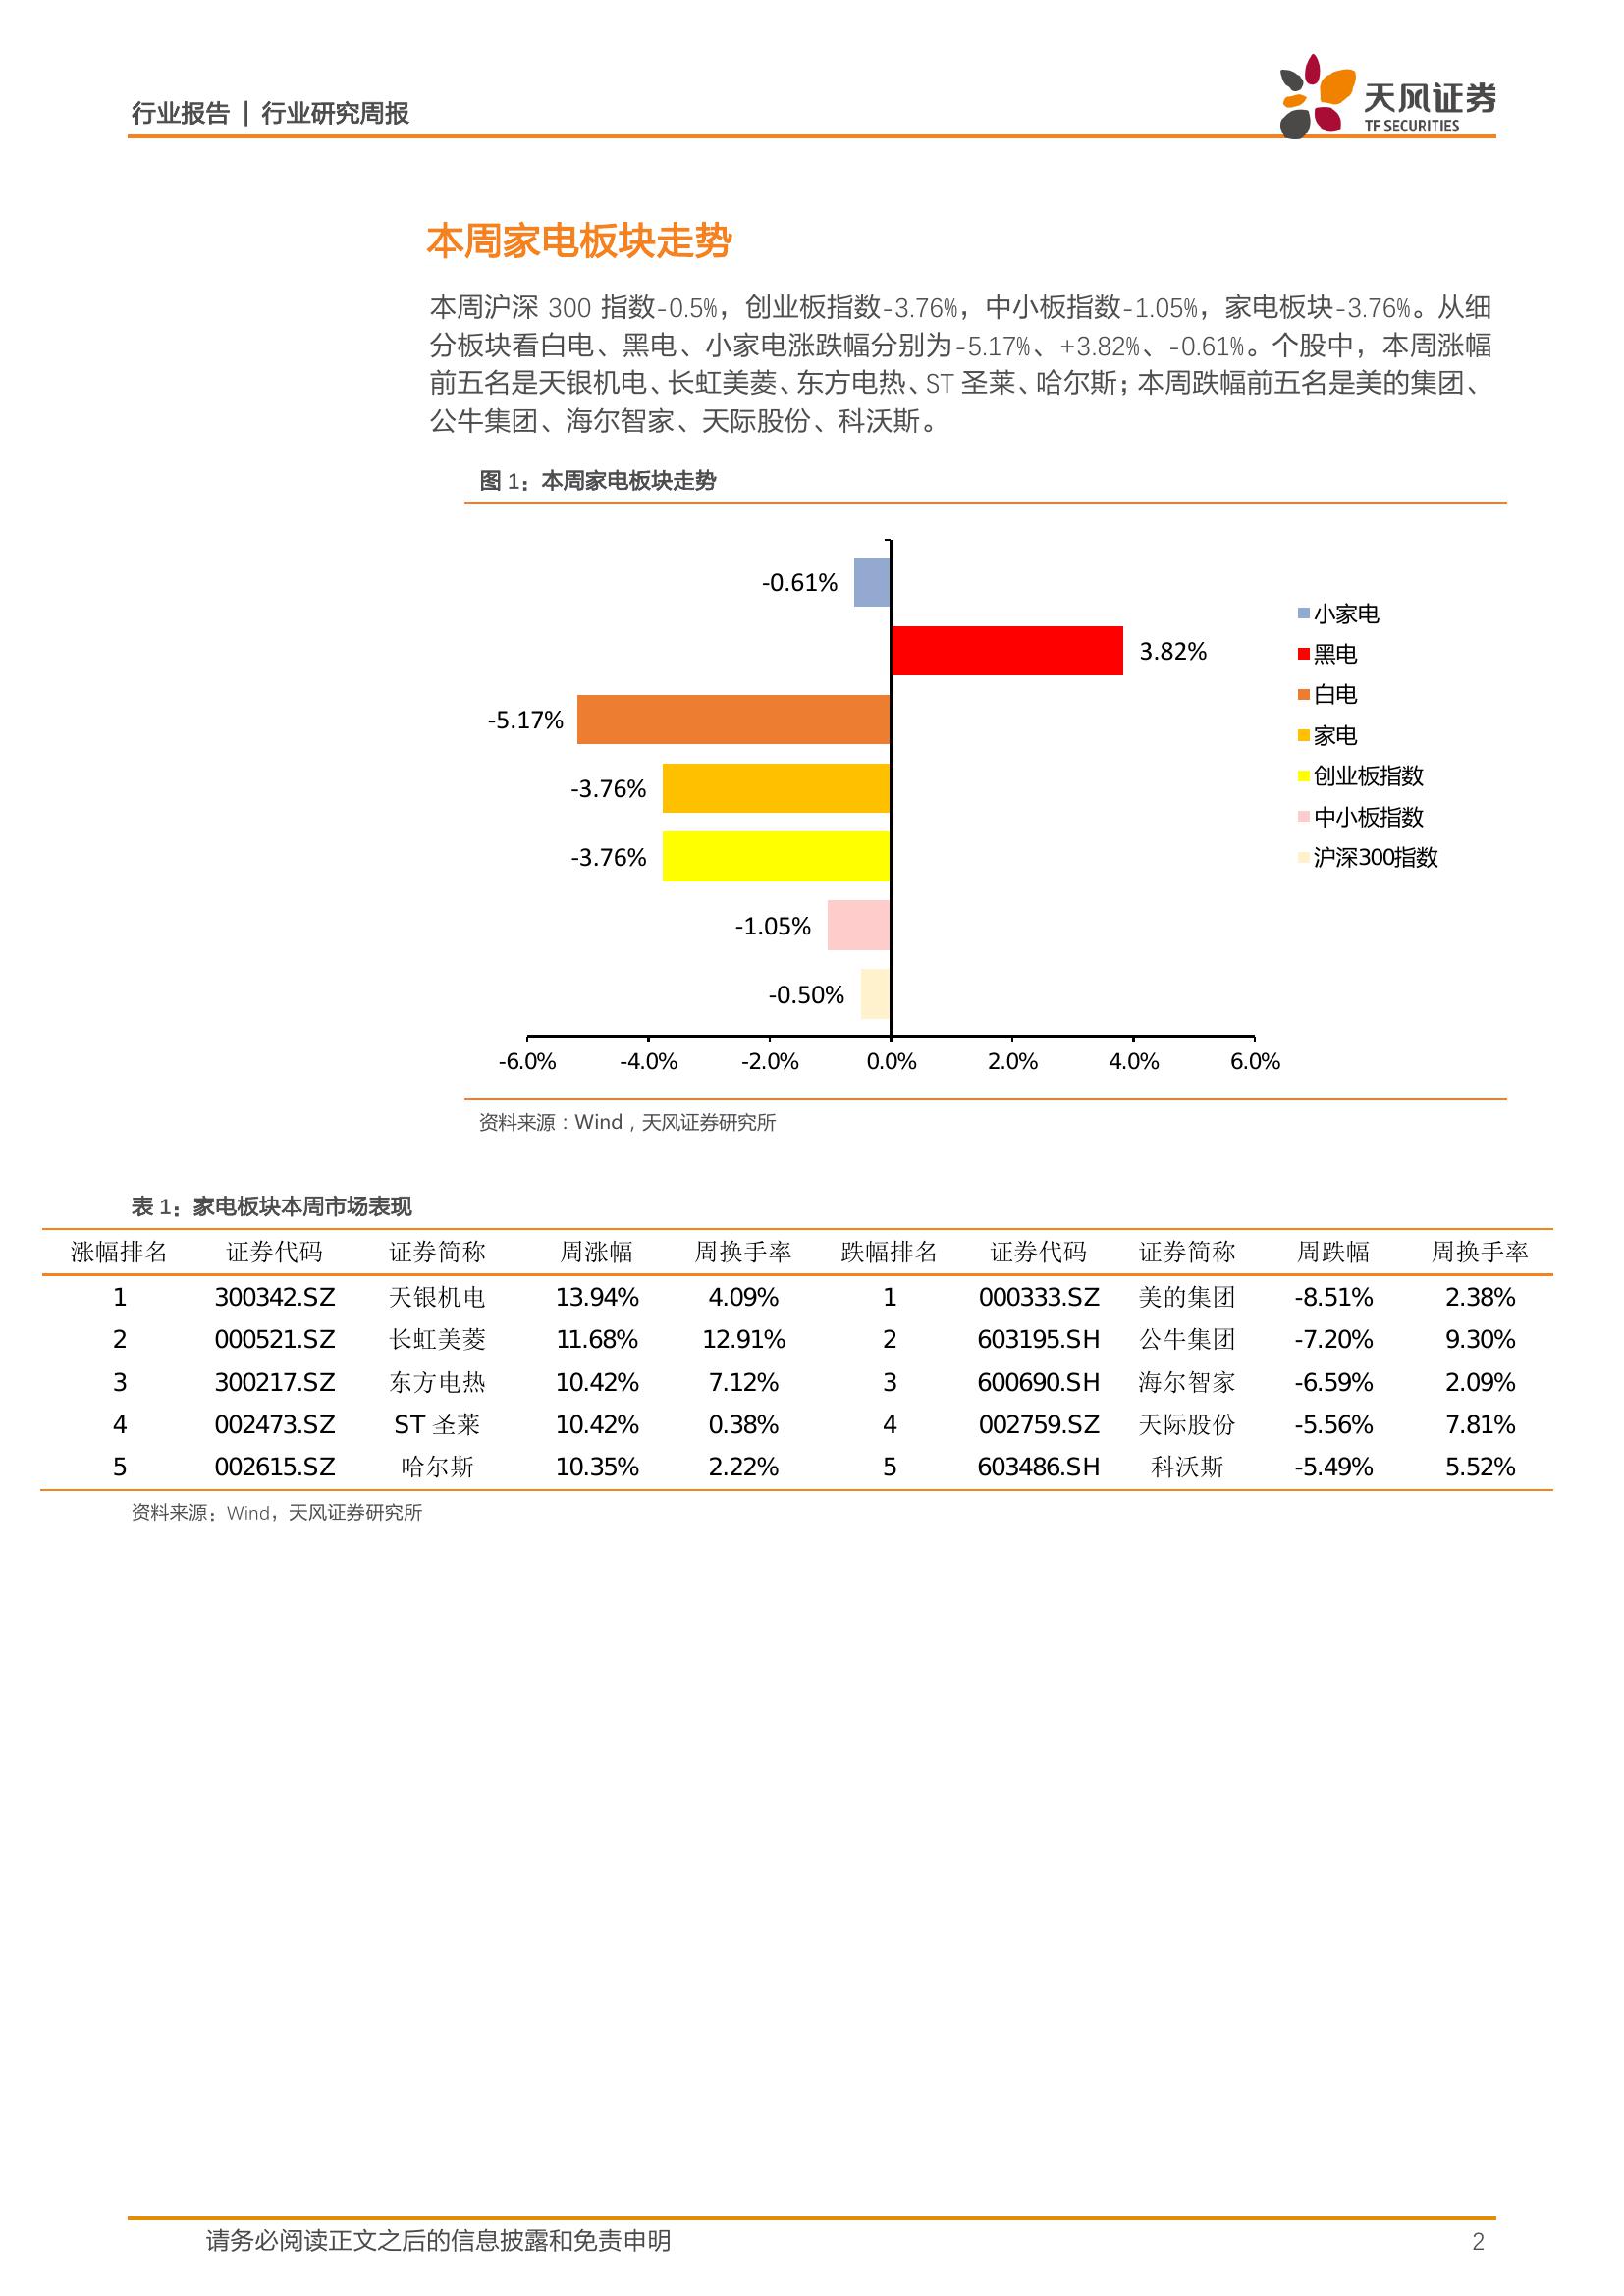 行业报告 | 行业研究周报
天风证券
TF SECURITIES
本周家电板块走势
本周沪深 300 指数-0.5%，创业板指数-3.76%，中小板指数-1.05%，家电板块-3.76%。从细
分板块看白电、黑电、小家电涨跌幅分别为-5.17%、+3.82%、-0.61%。个股中，本周涨幅
前五名是天银机电、长虹美菱、东方电热、ST 圣莱、哈尔斯；本周跌幅前五名是美的集团、
公牛集团、海尔智家、天际股份、科沃斯。
图 1：本周家电板块走势
-0.61%
3.82%
-5.17%
-3.76%
-3.76%
-1.05%
-0.50%
-6.0% -4.0% -2.0% 0.0% 2.0% 4.0% 6.0%
小家电
黑电
白电
家电
创业板指数
中小板指数
沪深300指数
资料来源：Wind，天风证券研究所
表 1：家电板块本周市场表现
涨幅排名 证券代码 证券简称 周涨幅 周换手率 跌幅排名 证券代码 证券简称 周跌幅 周换手率
1 300342.SZ 天银机电 13.94% 4.09% 1 000333.SZ 美的集团 -8.51% 2.38%
2 000521.SZ 长虹美菱 11.68% 12.91% 2 603195.SH 公牛集团 -7.20% 9.30%
3 300217.SZ 东方电热 10.42% 7.12% 3 600690.SH 海尔智家 -6.59% 2.09%
4 002473.SZ ST 圣莱 10.42% 0.38% 4 002759.SZ 天际股份 -5.56% 7.81%
5 002615.SZ 哈尔斯 10.35% 2.22% 5 603486.SH 科沃斯 -5.49% 5.52%
资料来源：Wind，天风证券研究所
请务必阅读正文之后的信息披露和免责申明 2